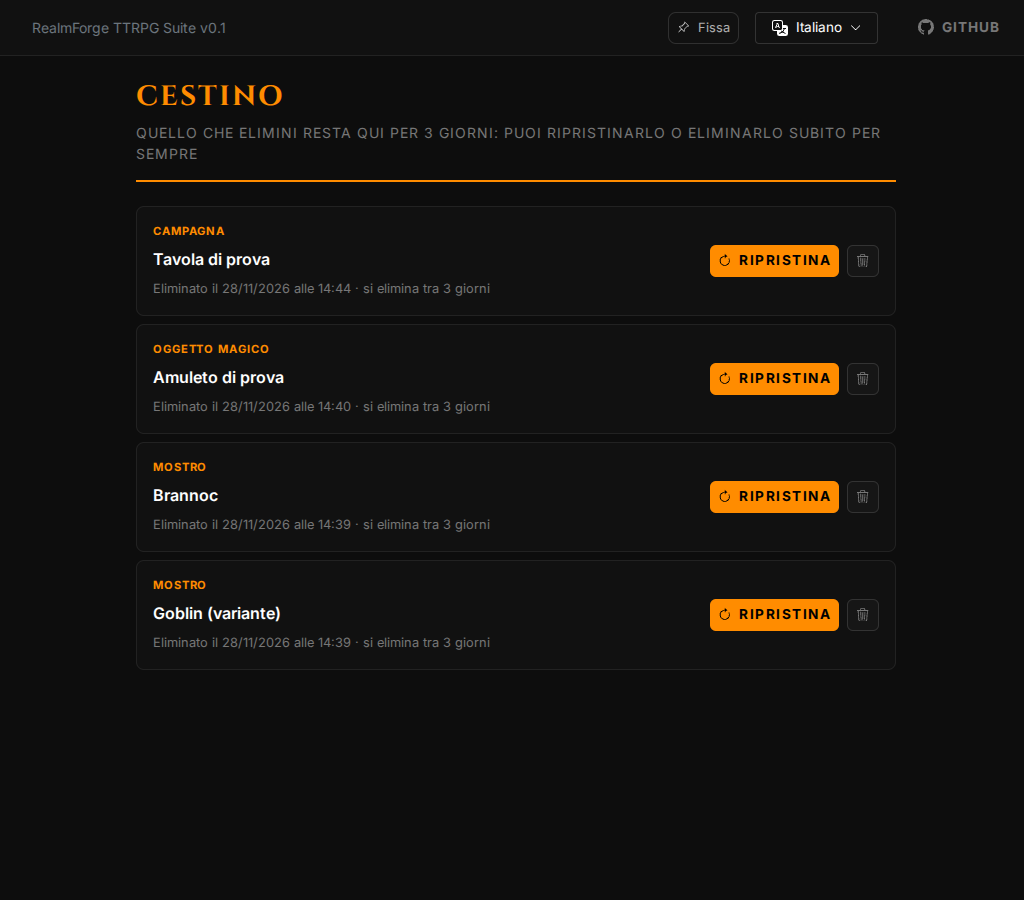 RealmForge TTRPG Suite v0.1
Fissa
Italiano
GITHUB
CESTINO
QUELLO CHE ELIMINI RESTA QUI PER 3 GIORNI: PUOI RIPRISTINARLO O ELIMINARLO SUBITO PER
SEMPRE
CAMPAGNA
Tavola di prova
Eliminato il 28/11/2026 alle 14:44 · si elimina tra 3 giorni
RIPRISTINA
OGGETTO MAGICO
Amuleto di prova
Eliminato il 28/11/2026 alle 14:40 · si elimina tra 3 giorni
RIPRISTINA
MOSTRO
Brannoc
Eliminato il 28/11/2026 alle 14:39 · si elimina tra 3 giorni
RIPRISTINA
MOSTRO
Goblin (variante)
Eliminato il 28/11/2026 alle 14:39 · si elimina tra 3 giorni
RIPRISTINA